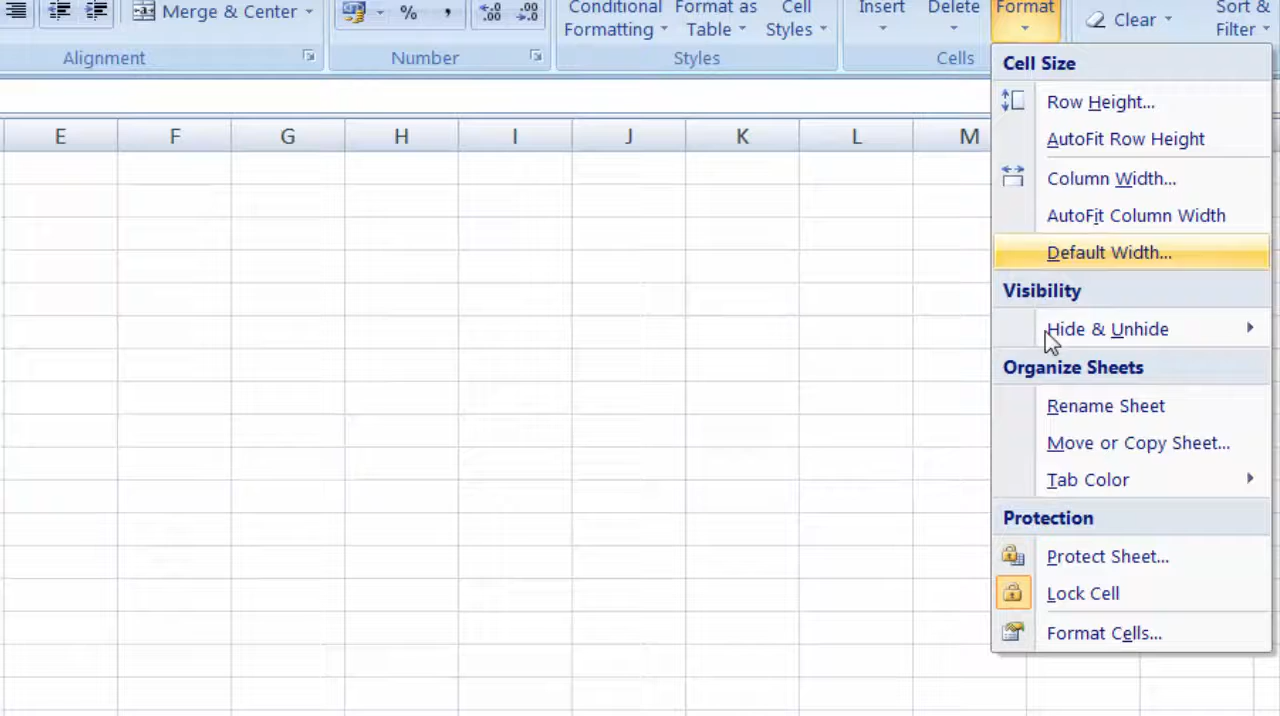 Merge & Center
%
,
Conditional
Formatting
Format as
Table
Cell
Styles
Insert
Delete
Format
Clear
Sort &
Filter
Alignment
Number
Styles
Cells
E F G H I J K L M
Cell Size
Row Height...
AutoFit Row Height
Column Width...
AutoFit Column Width
Default Width...
Visibility
Hide & Unhide
Organize Sheets
Rename Sheet
Move or Copy Sheet...
Tab Color
Protection
Protect Sheet...
Lock Cell
Format Cells...